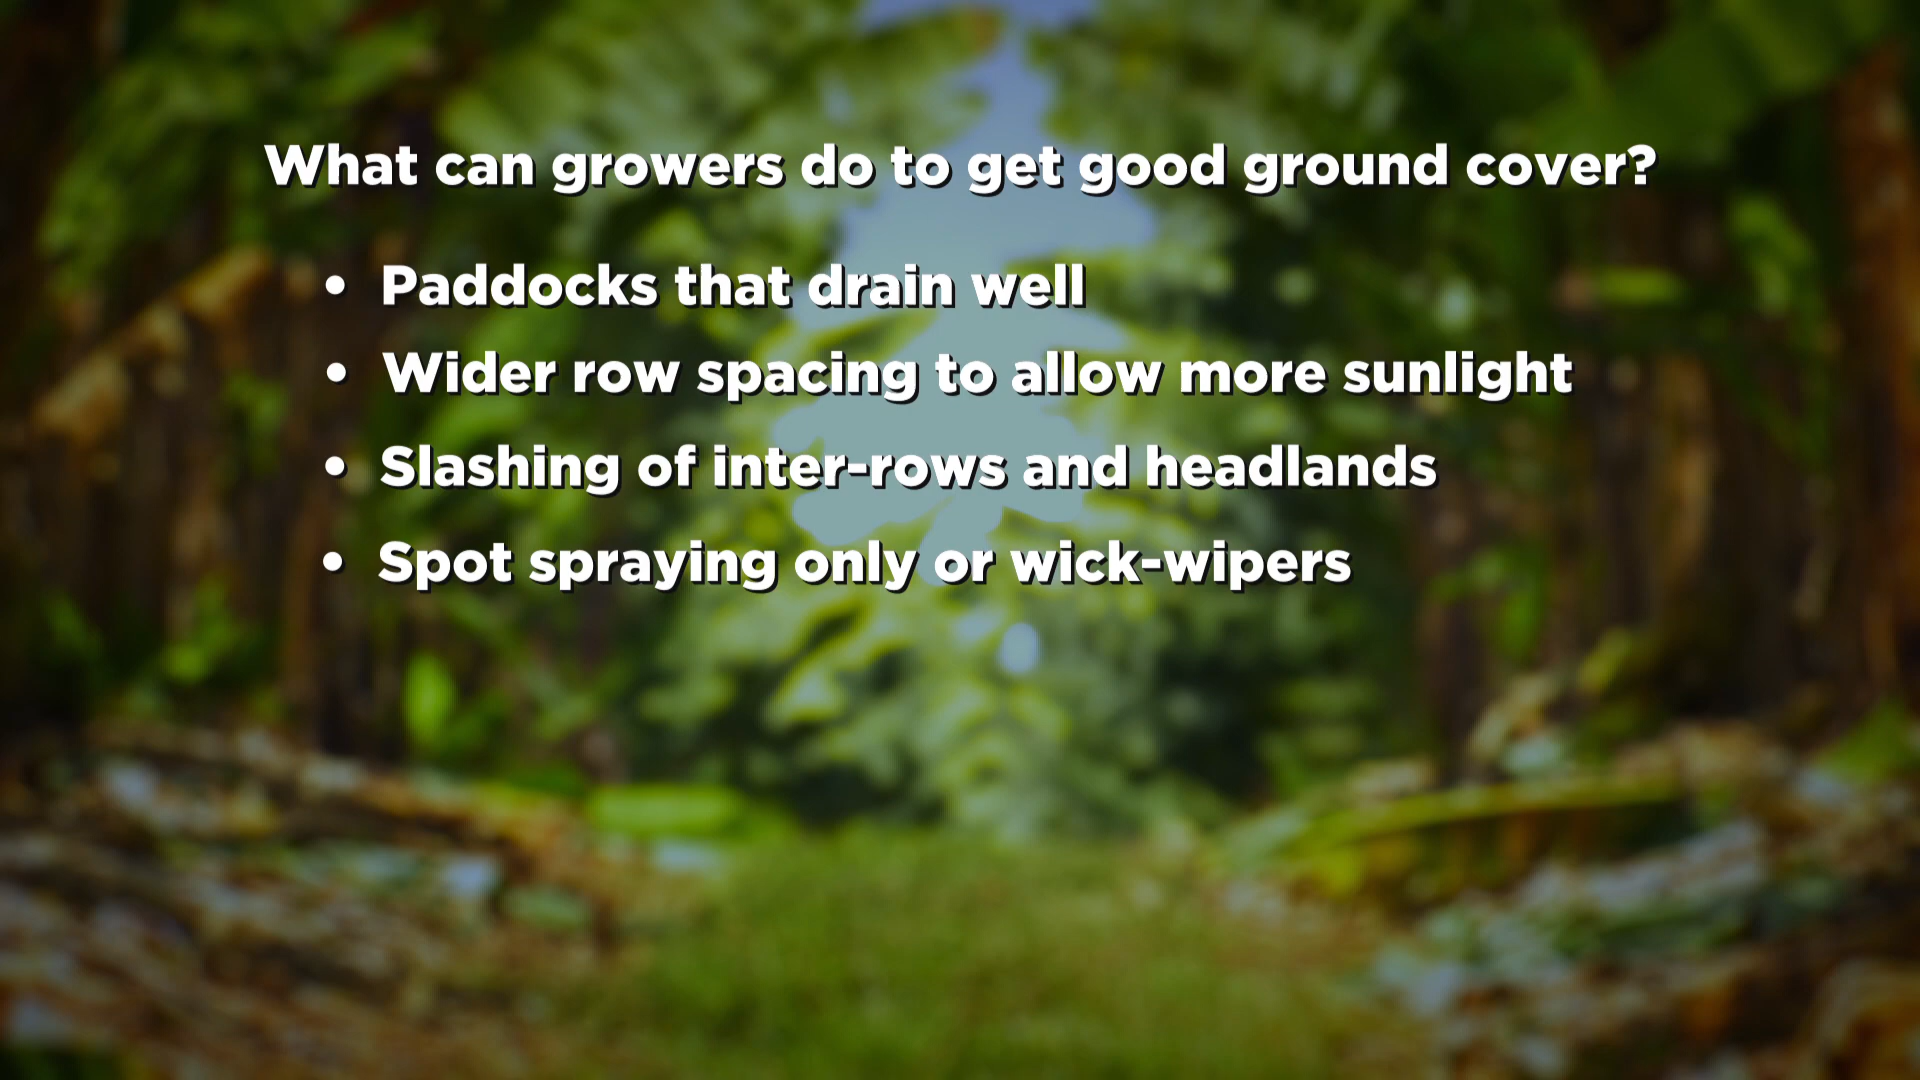 What can growers do to get good ground cover?
• Paddocks that drain well
• Wider row spacing to allow more sunlight
• Slashing of inter-rows and headlands
• Spot spraying only or wick-wipers